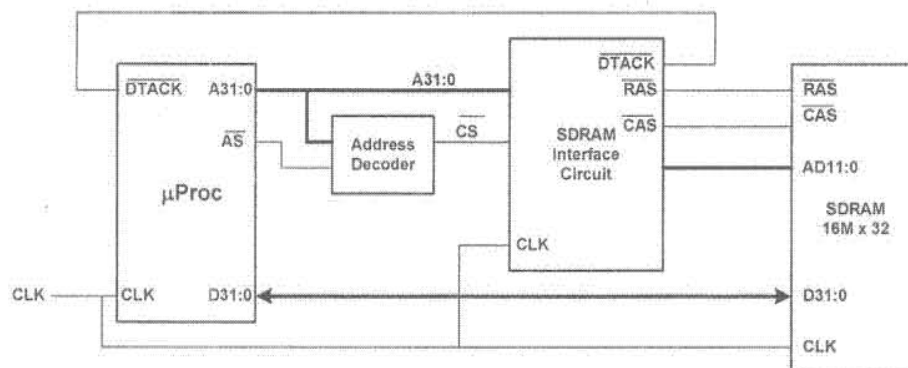 DTACK
A31:0
A31:0
DTACK
RAS
RAS
AS
Address
Decoder
CS
CAS
CAS
SDRAM
Interface
Circuit
AD11:0
μProc
SDRAM
16M x 32
CLK
CLK
CLK
D31:0
D31:0
CLK